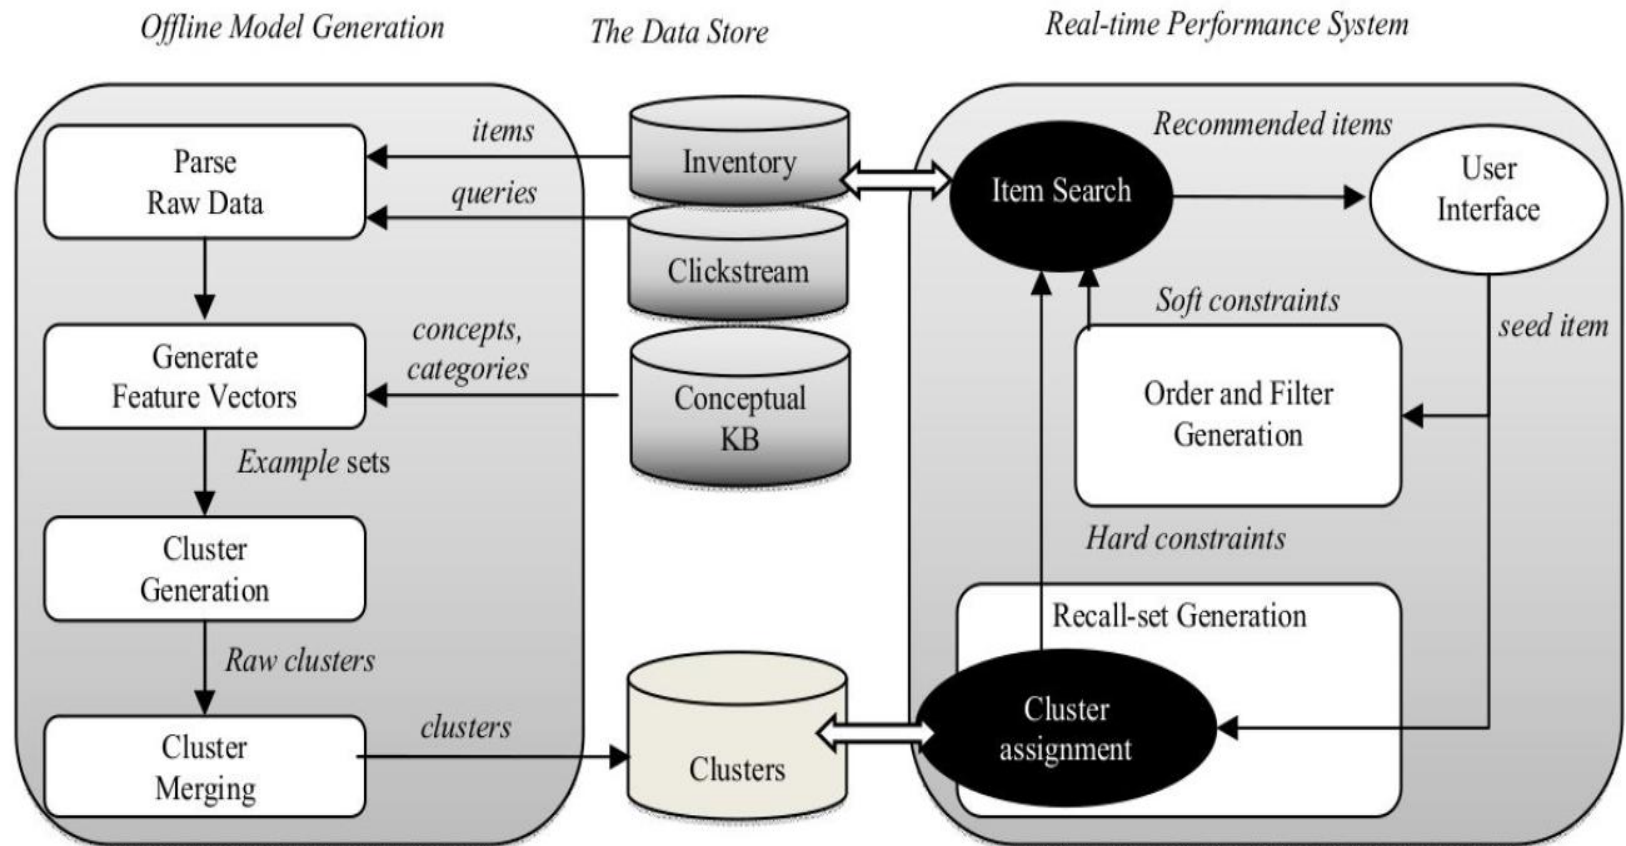 Offline Model Generation
The Data Store
Real-time Performance System
Parse
Raw Data
items
queries
Generate
Feature Vectors
concepts,
categories
Example sets
Cluster
Generation
Raw clusters
Cluster
Merging
clusters
Inventory
Clickstream
Conceptual
KB
Clusters
Item Search
Recommended items
User
Interface
Soft constraints
seed item
Order and Filter
Generation
Hard constraints
Recall-set Generation
Cluster
assignment